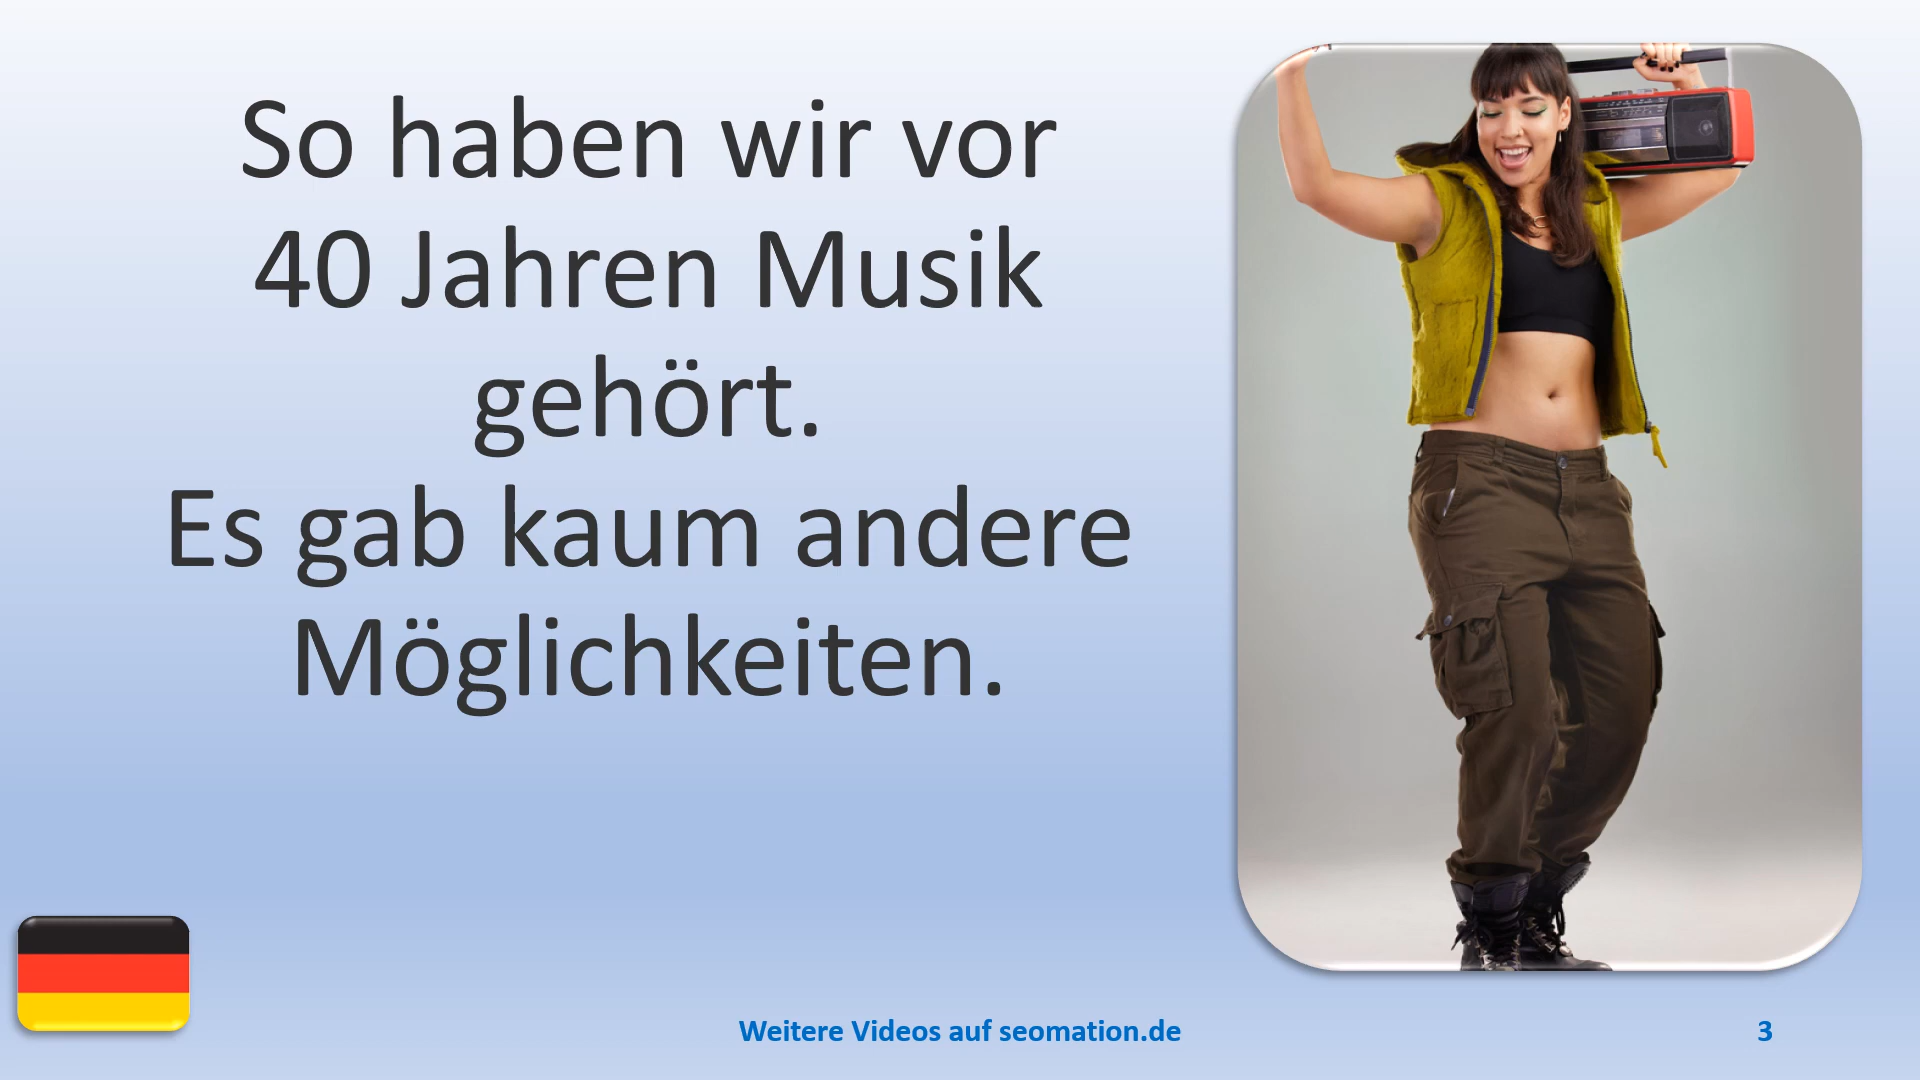 So haben wir vor
40 Jahren Musik
gehört.
Es gab kaum andere
Möglichkeiten.
Weitere Videos auf seomation.de
3